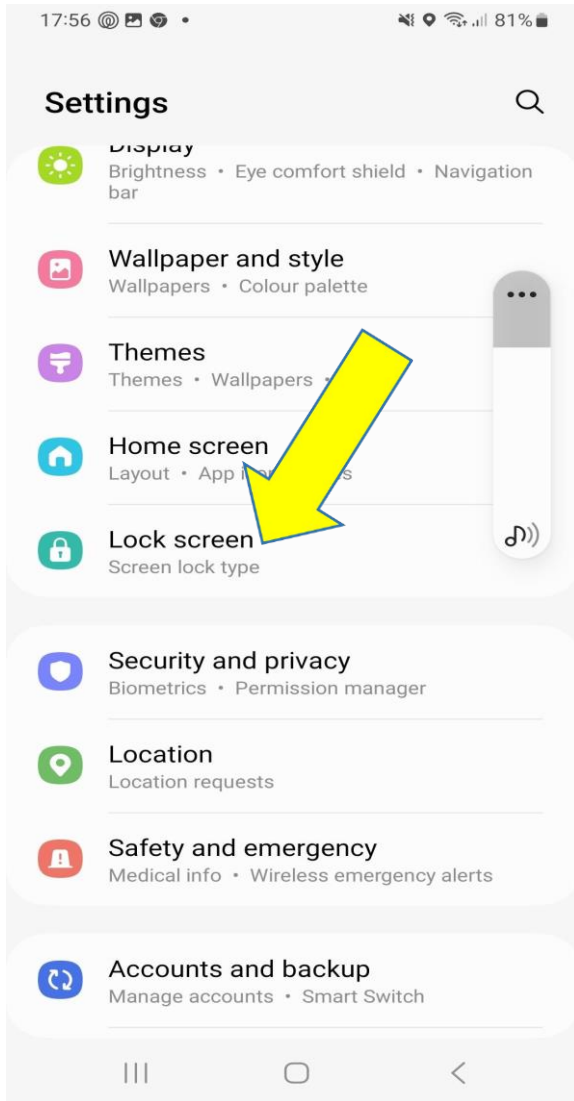 17:56 81%
Settings
Display
Brightness • Eye comfort shield • Navigation
bar
Wallpaper and style
Wallpapers • Colour palette
Themes
Themes • Wallpapers •
Home screen
Layout • App
Lock screen
Screen lock type
Security and privacy
Biometrics • Permission manager
Location
Location requests
Safety and emergency
Medical info • Wireless emergency alerts
Accounts and backup
Manage accounts • Smart Switch